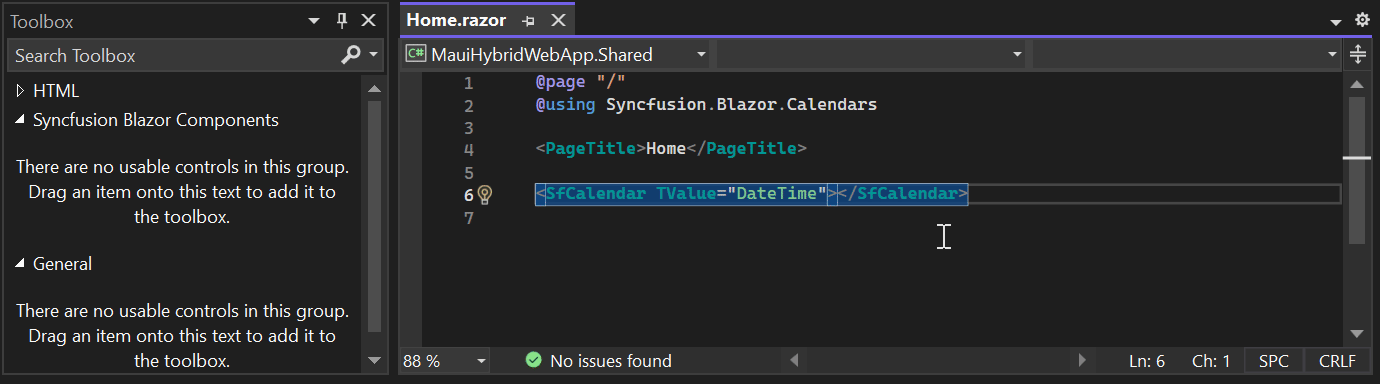 Toolbox
Search Toolbox
HTML
Syncfusion Blazor Components
There are no usable controls in this group.
Drag an item onto this text to add it to
the toolbox.
General
There are no usable controls in this group.
Drag an item onto this text to add it to
the toolbox.
Home.razor
C# MauiHybridWebApp.Shared
1 @page "/"
2 @using Syncfusion.Blazor.Calendars
3
4 <PageTitle>Home</PageTitle>
5
6 <SfCalendar TValue="DateTime"></SfCalendar>
7
88 % No issues found Ln: 6 Ch: 1 SPC CRLF